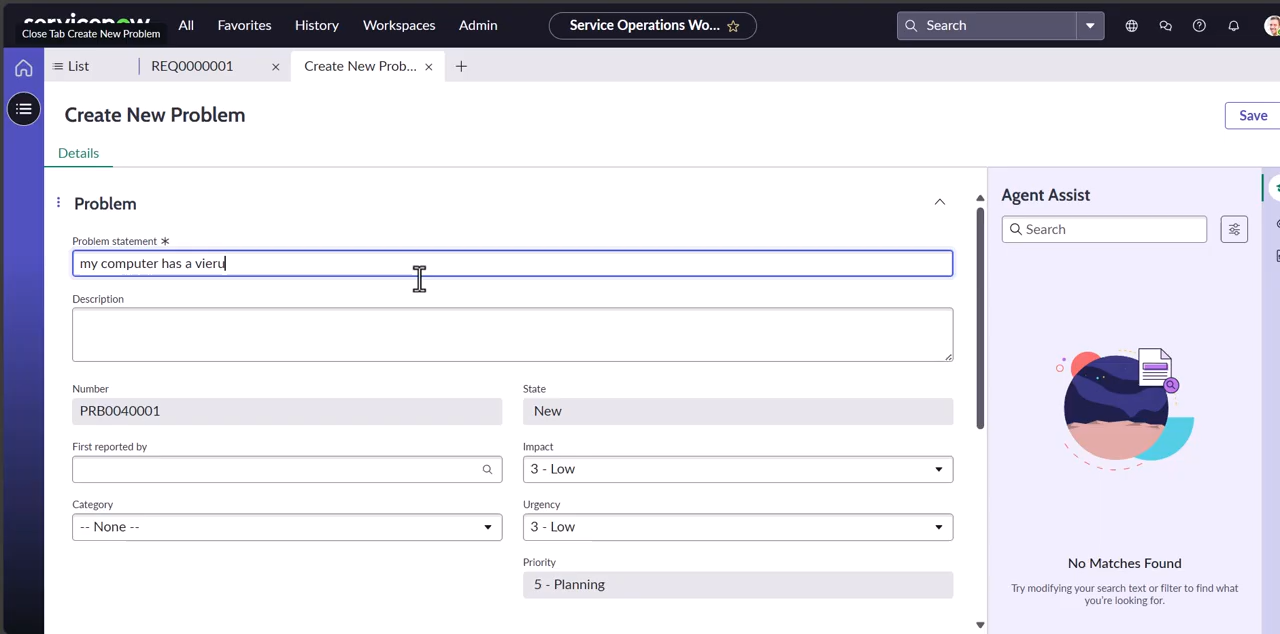 servicenow
All
Favorites
History
Workspaces
Admin
Service Operations Wo...
Search
Close Tab Create New Problem
List
REQ0000001
Create New Prob...
Create New Problem
Save
Details
Problem
Problem statement
my computer has a vieru
Description
Number
PRB0040001
State
New
First reported by
Impact
3 - Low
Category
-- None --
Urgency
3 - Low
Priority
5 - Planning
Agent Assist
Search
No Matches Found
Try modifying your search text or filter to find what
you're looking for.